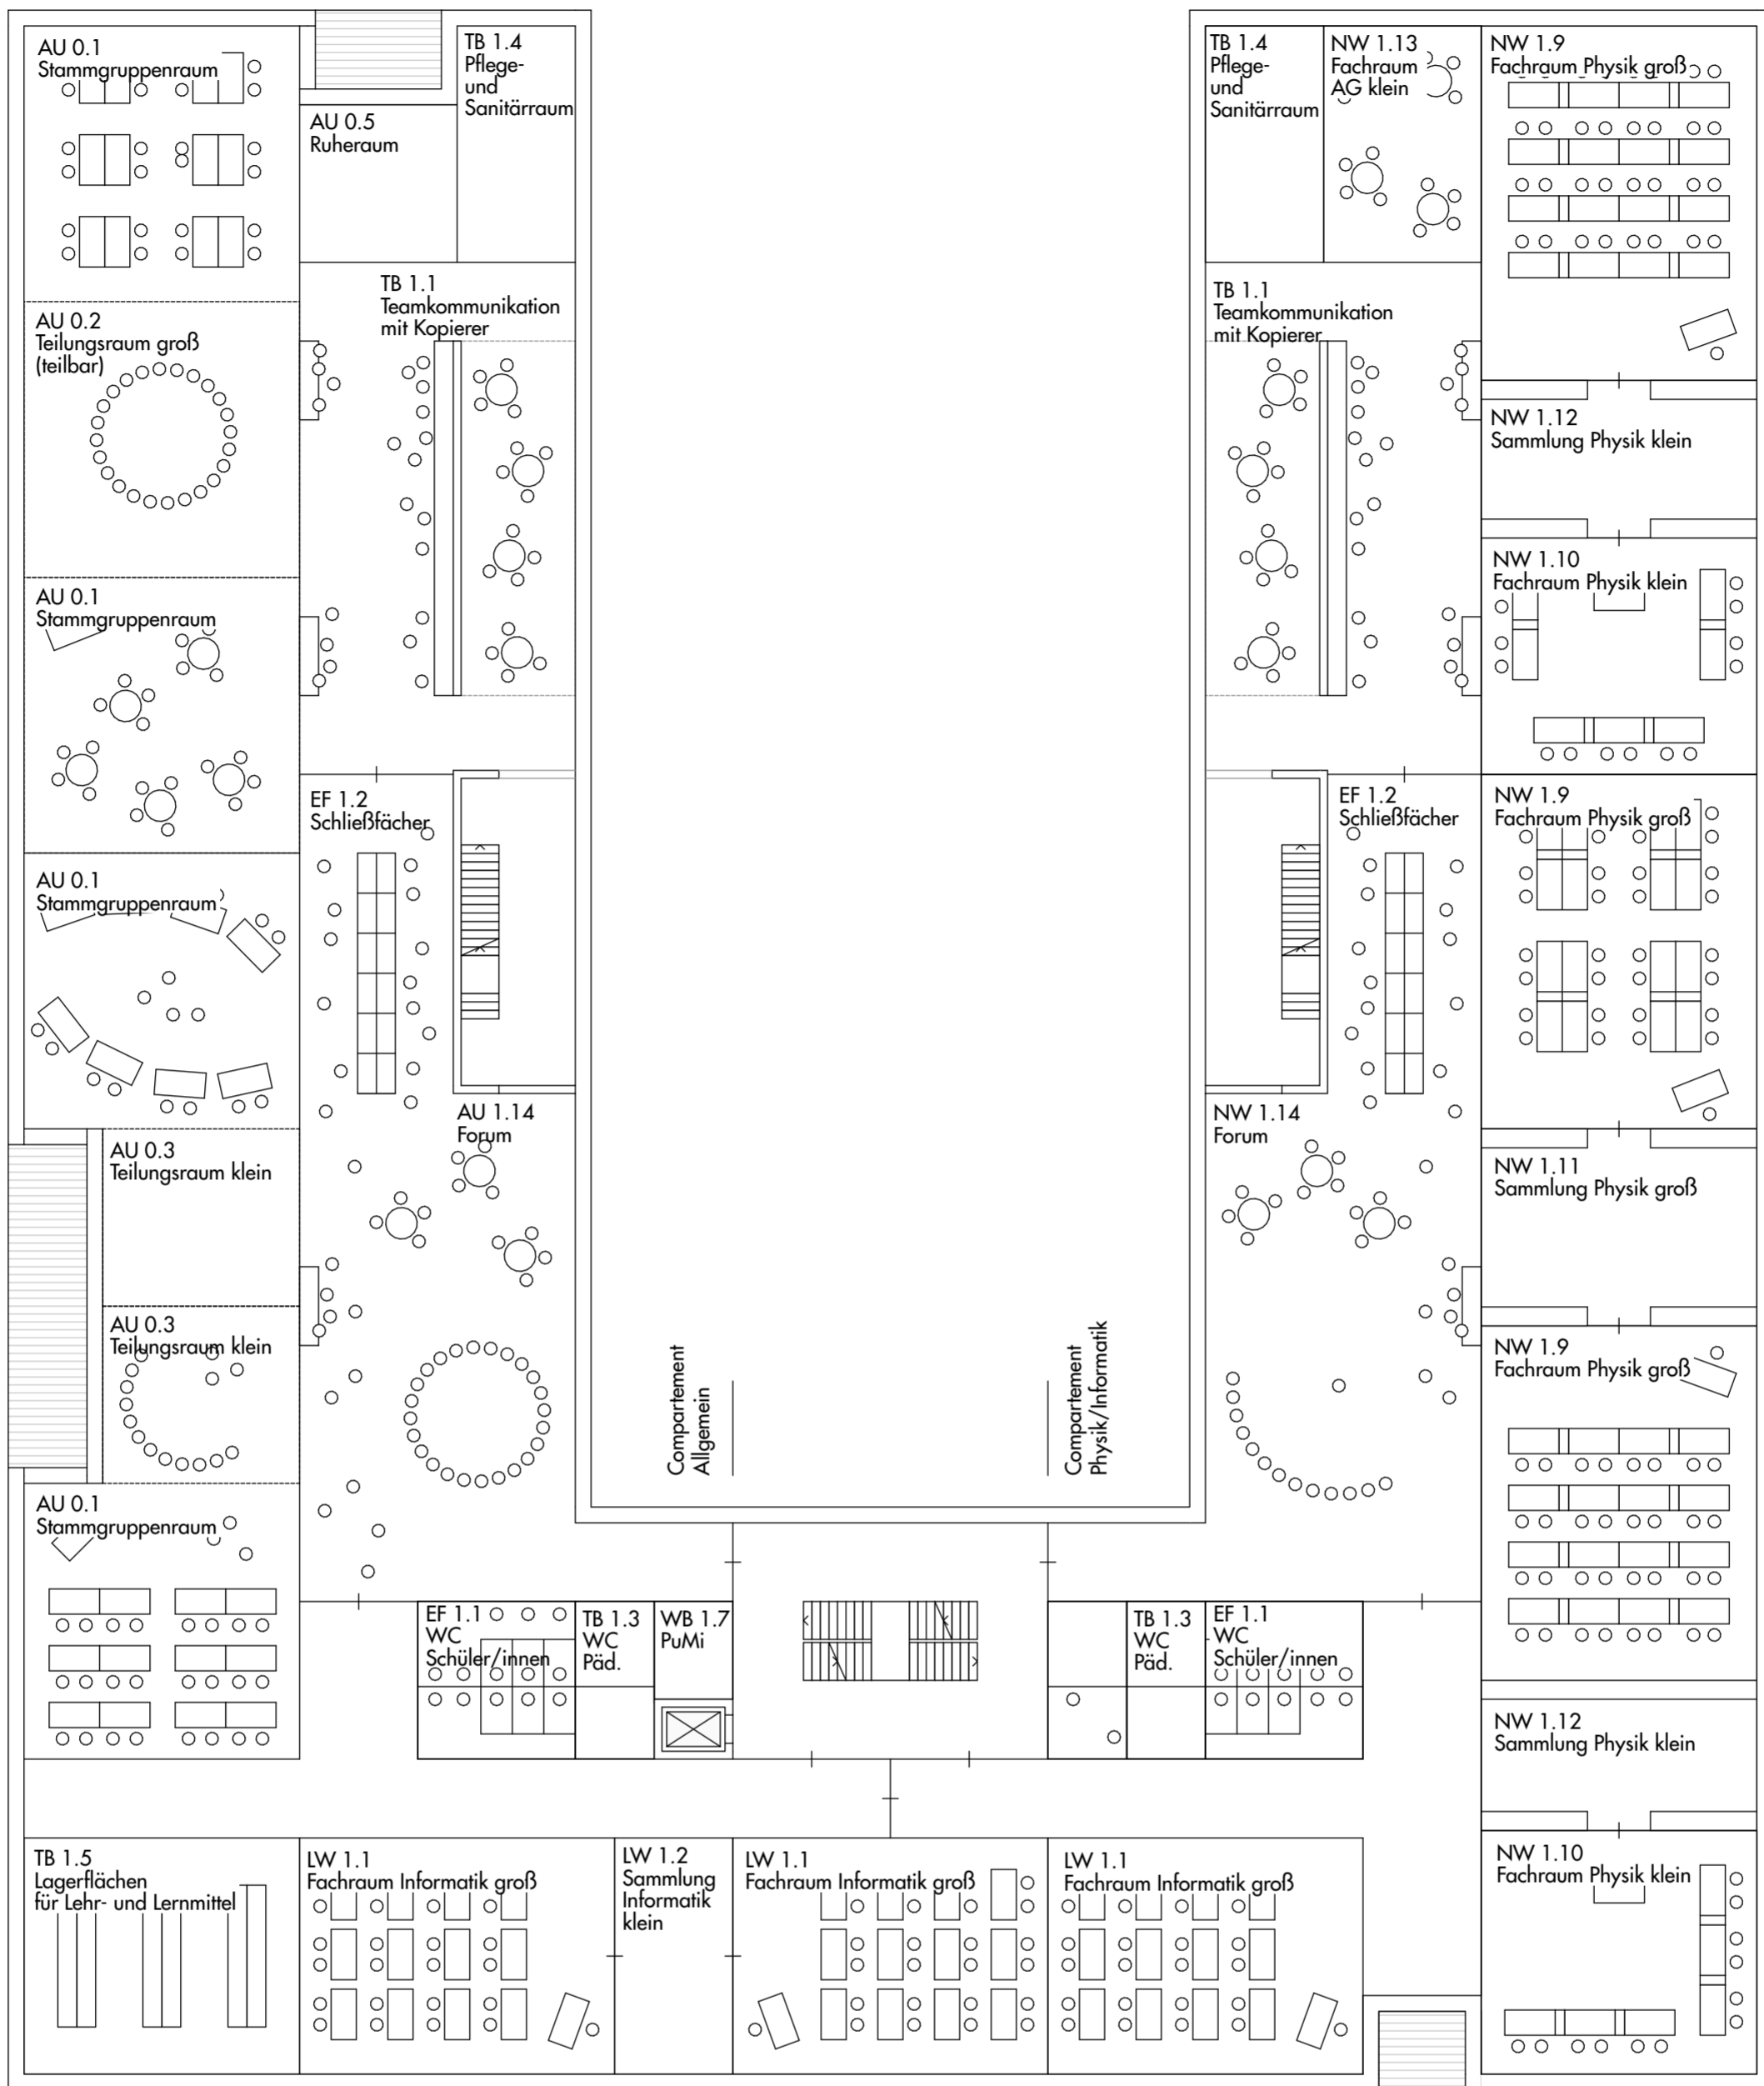 AU 0.1
Stammgruppenraum
TB 1.4
Pflege-
und
Sanitärraum
AU 0.5
Ruheraum
TB 1.4
Pflege-
und
Sanitärraum
NW 1.13
Fachraum
AG klein
NW 1.9
Fachraum Physik groß
AU 0.2
Teilungsraum groß
(teilbar)
TB 1.1
Teamkommunikation
mit Kopierer
TB 1.1
Teamkommunikation
mit Kopierer
NW 1.12
Sammlung Physik klein
AU 0.1
Stammgruppenraum
NW 1.10
Fachraum Physik klein
EF 1.2
Schließfächer
EF 1.2
Schließfächer
NW 1.9
Fachraum Physik groß
AU 0.1
Stammgruppenraum
AU 1.14
Forum
NW 1.14
Forum
AU 0.3
Teilungsraum klein
NW 1.11
Sammlung Physik groß
AU 0.3
Teilungsraum klein
Compartement
Allgemein
Compartement
Physik/Informatik
NW 1.9
Fachraum Physik groß
AU 0.1
Stammgruppenraum
EF 1.1
WC
Schüler/innen
TB 1.3
WC
Päd.
WB 1.7
PuMi
TB 1.3
WC
Päd.
EF 1.1
WC
Schüler/innen
NW 1.12
Sammlung Physik klein
TB 1.5
Lagerflächen
für Lehr- und Lernmittel
LW 1.1
Fachraum Informatik groß
LW 1.2
Sammlung
Informatik
klein
LW 1.1
Fachraum Informatik groß
LW 1.1
Fachraum Informatik groß
NW 1.10
Fachraum Physik klein